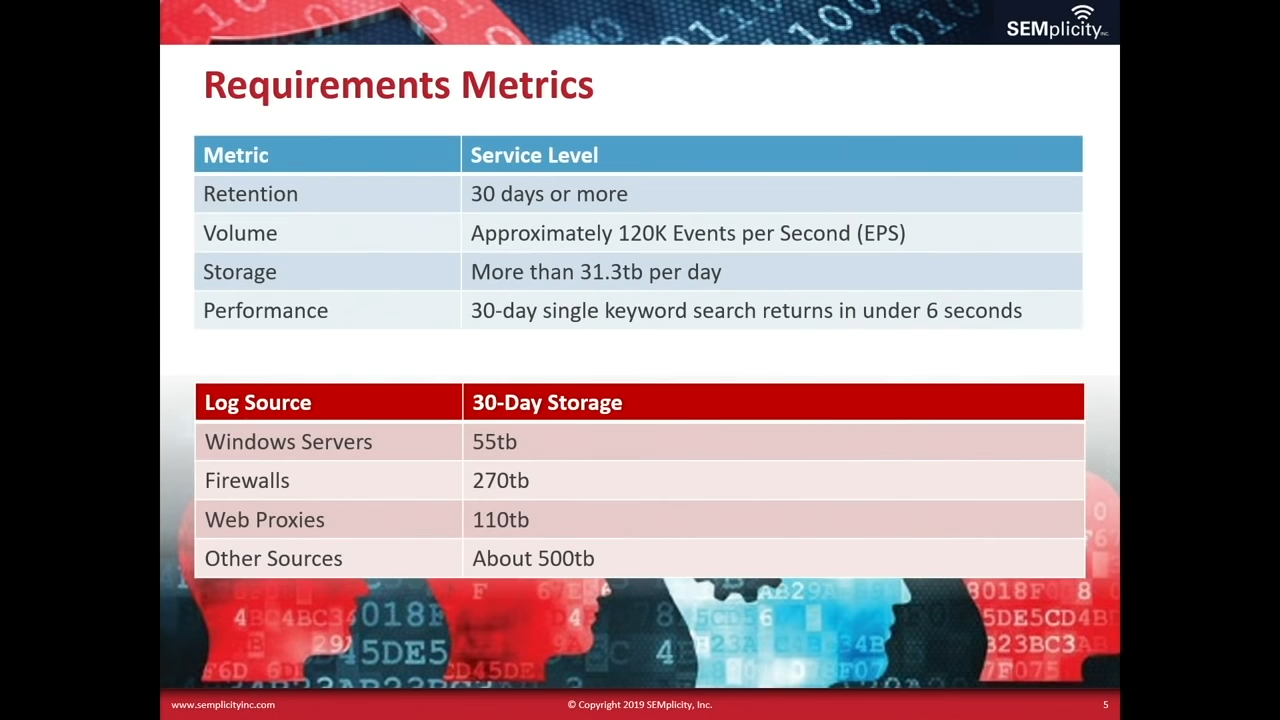 SEMplicity INC.
Requirements Metrics
Metric Service Level
Retention 30 days or more
Volume Approximately 120K Events per Second (EPS)
Storage More than 31.3tb per day
Performance 30-day single keyword search returns in under 6 seconds
Log Source 30-Day Storage
Windows Servers 55tb
Firewalls 270tb
Web Proxies 110tb
Other Sources About 500tb
www.semplicityinc.com © Copyright 2019 SEMplicity, Inc. 5